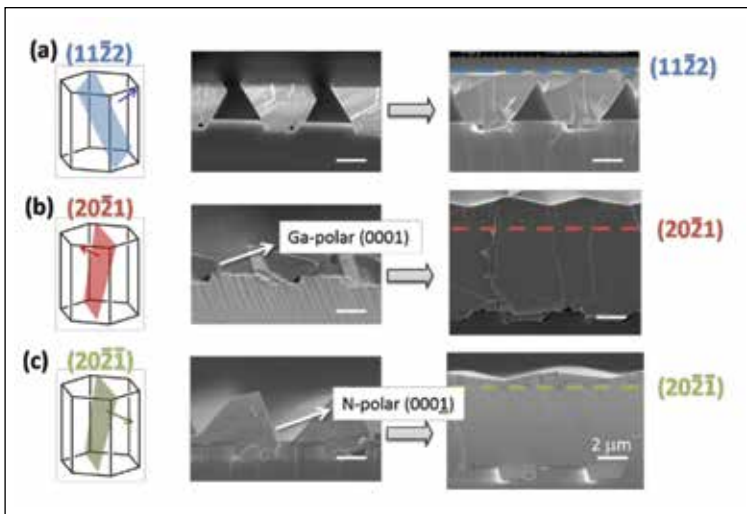 (a) (112̄2)
(112̄2)
(b) (202̄1)
Ga-polar (0001)
(202̄1)
(c) (202̄1̄)
N-polar (0001̲)
(202̄1̄)
2 µm